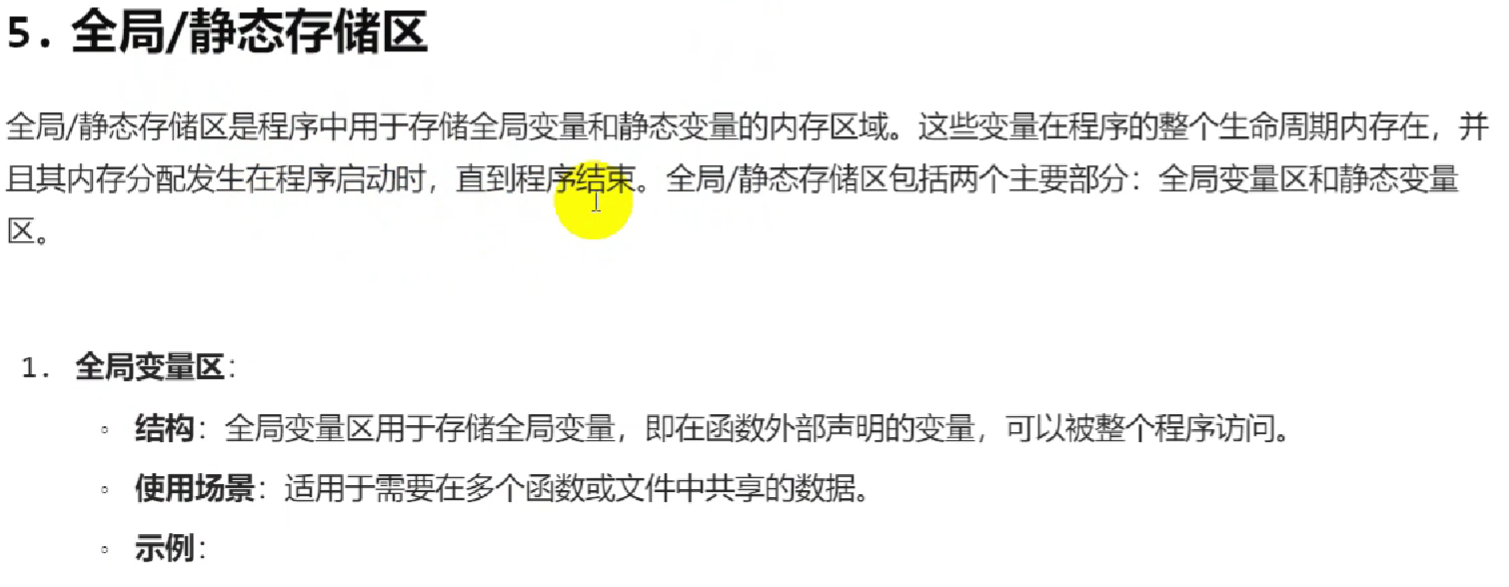 5. 全局/静态存储区
全局/静态存储区是程序中用于存储全局变量和静态变量的内存区域。这些变量在程序的整个生命周期内存在，并
且其内存分配发生在程序启动时，直到程序结束。全局/静态存储区包括两个主要部分：全局变量区和静态变量
区。
1. 全局变量区：
◦ 结构：全局变量区用于存储全局变量，即在函数外部声明的变量，可以被整个程序访问。
◦ 使用场景：适用于需要在多个函数或文件中共享的数据。
◦ 示例：